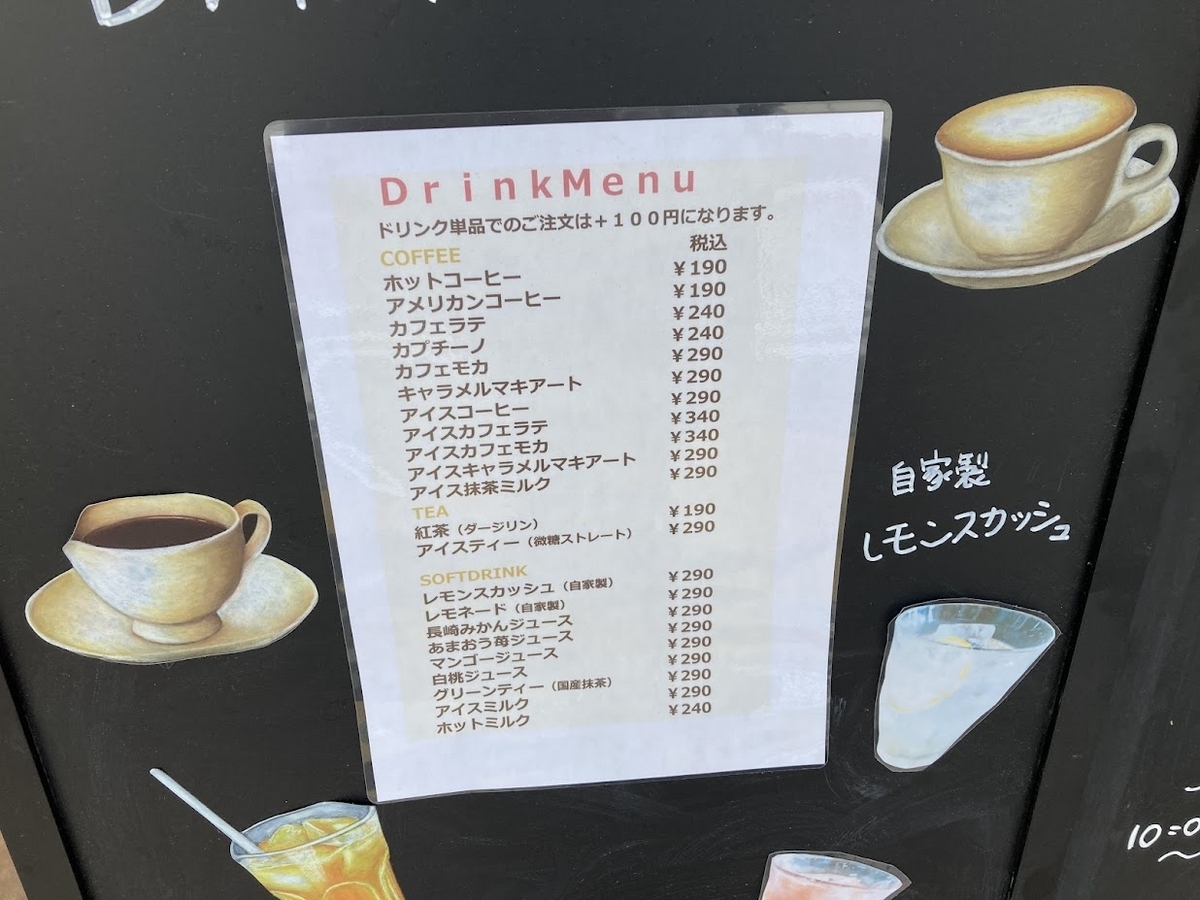 DrinkMenu
ドリンク単品でのご注文は＋１００円になります。
COFFEE 税込
ホットコーヒー ￥190
アメリカンコーヒー ￥190
カフェラテ ￥240
カプチーノ ￥240
カフェモカ ￥290
キャラメルマキアート ￥290
アイスコーヒー ￥290
アイスカフェラテ ￥340
アイスカフェモカ ￥340
アイスキャラメルマキアート ￥290
アイス抹茶ミルク ￥290
TEA
紅茶（ダージリン） ￥190
アイスティー（微糖ストレート） ￥290
SOFTDRINK
レモンスカッシュ（自家製） ￥290
レモネード（自家製） ￥290
長崎みかんジュース ￥290
あまおう苺ジュース ￥290
マンゴージュース ￥290
白桃ジュース ￥290
グリーンティー（国産抹茶） ￥290
アイスミルク ￥290
ホットミルク ￥240
自家製
レモンスカッシュ